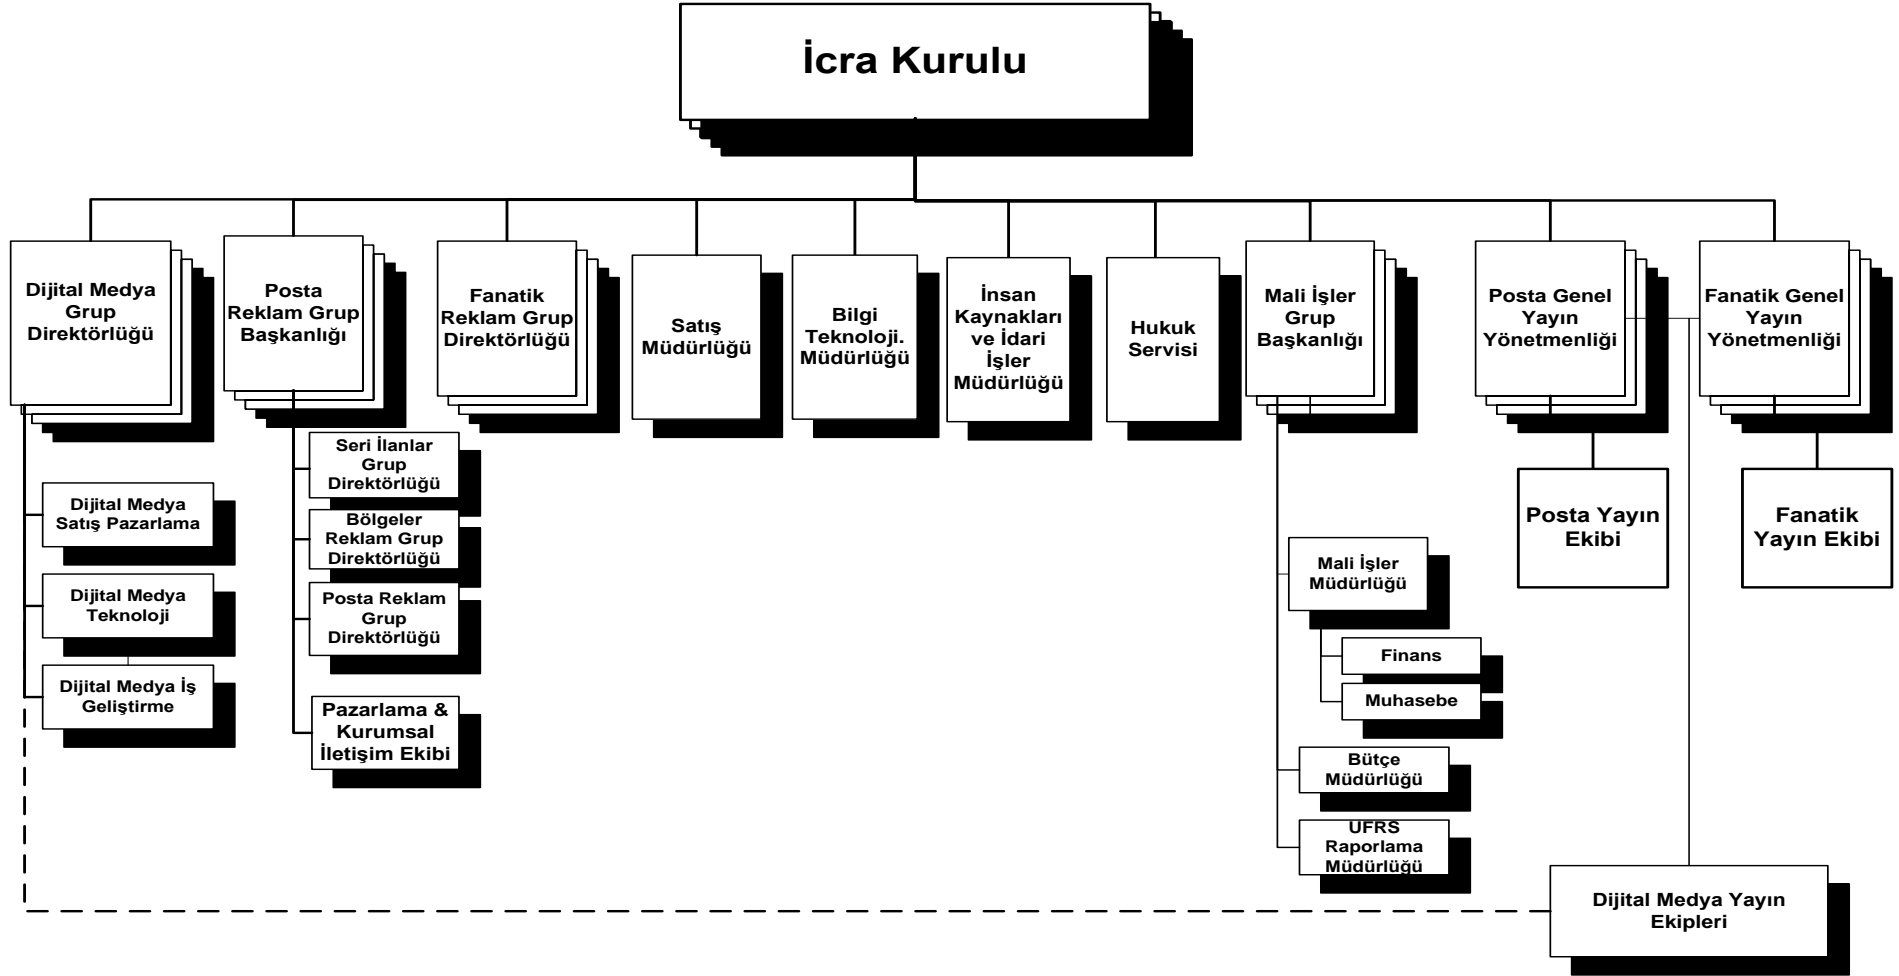 İcra Kurulu
Dijital Medya
Grup
Direktörlüğü
Posta
Reklam Grup
Başkanlığı
Fanatik
Reklam Grup
Direktörlüğü
Satış
Müdürlüğü
Bilgi
Teknoloji.
Müdürlüğü
İnsan
Kaynakları
ve İdari
İşler
Müdürlüğü
Hukuk
Servisi
Mali İşler
Grup
Başkanlığı
Posta Genel
Yayın
Yönetmenliği
Fanatik Genel
Yayın
Yönetmenliği
Dijital Medya
Satış Pazarlama
Dijital Medya
Teknoloji
Dijital Medya İş
Geliştirme
Seri İlanlar
Grup
Direktörlüğü
Bölgeler
Reklam Grup
Direktörlüğü
Posta Reklam
Grup
Direktörlüğü
Pazarlama &
Kurumsal
İletişim Ekibi
Mali İşler
Müdürlüğü
Finans
Muhasebe
Bütçe
Müdürlüğü
UFRS
Raporlama
Müdürlüğü
Posta Yayın
Ekibi
Fanatik
Yayın Ekibi
Dijital Medya Yayın
Ekipleri